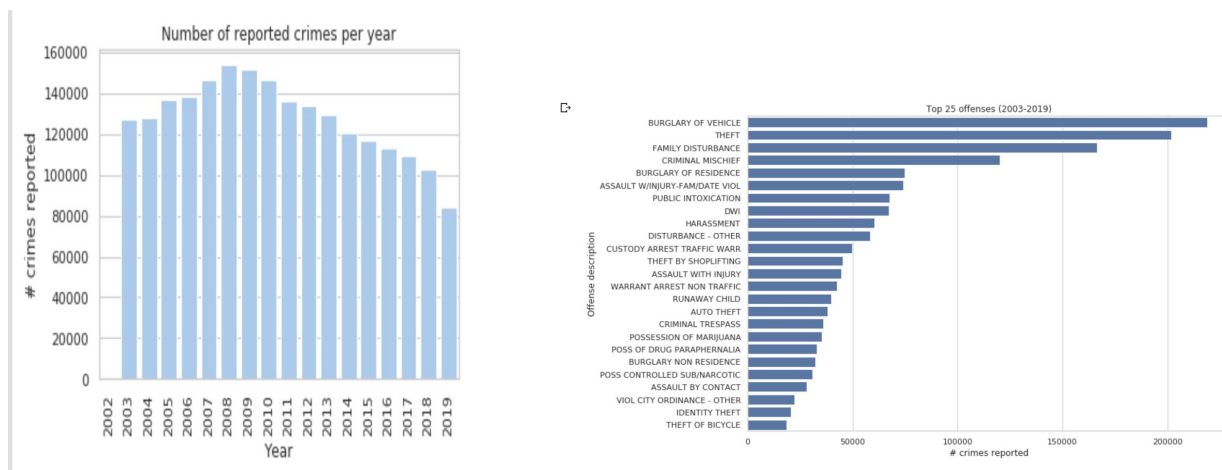 Number of reported crimes per year
160000
140000
120000
100000
80000
60000
40000
20000
0
# crimes reported
2002
2003
2004
2005
2006
2007
2008
2009
2010
2011
2012
2013
2014
2015
2016
2017
2018
2019
Year
Top 25 offenses (2003-2019)
Offense description
BURGLARY OF VEHICLE
THEFT
FAMILY DISTURBANCE
CRIMINAL MISCHIEF
BURGLARY OF RESIDENCE
ASSAULT W/INJURY-FAM/DATE VIOL
PUBLIC INTOXICATION
DWI
HARASSMENT
DISTURBANCE - OTHER
CUSTODY ARREST TRAFFIC WARR
THEFT BY SHOPLIFTING
ASSAULT WITH INJURY
WARRANT ARREST NON TRAFFIC
RUNAWAY CHILD
AUTO THEFT
CRIMINAL TRESPASS
POSSESSION OF MARIJUANA
POSS OF DRUG PARAPHERNALIA
BURGLARY NON RESIDENCE
POSS CONTROLLED SUB/NARCOTIC
ASSAULT BY CONTACT
VIOL CITY ORDINANCE - OTHER
IDENTITY THEFT
THEFT OF BICYCLE
0 50000 100000 150000 200000
# crimes reported